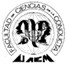 FACULTAD • CIENCIAS • CONDUCTA
UAEM